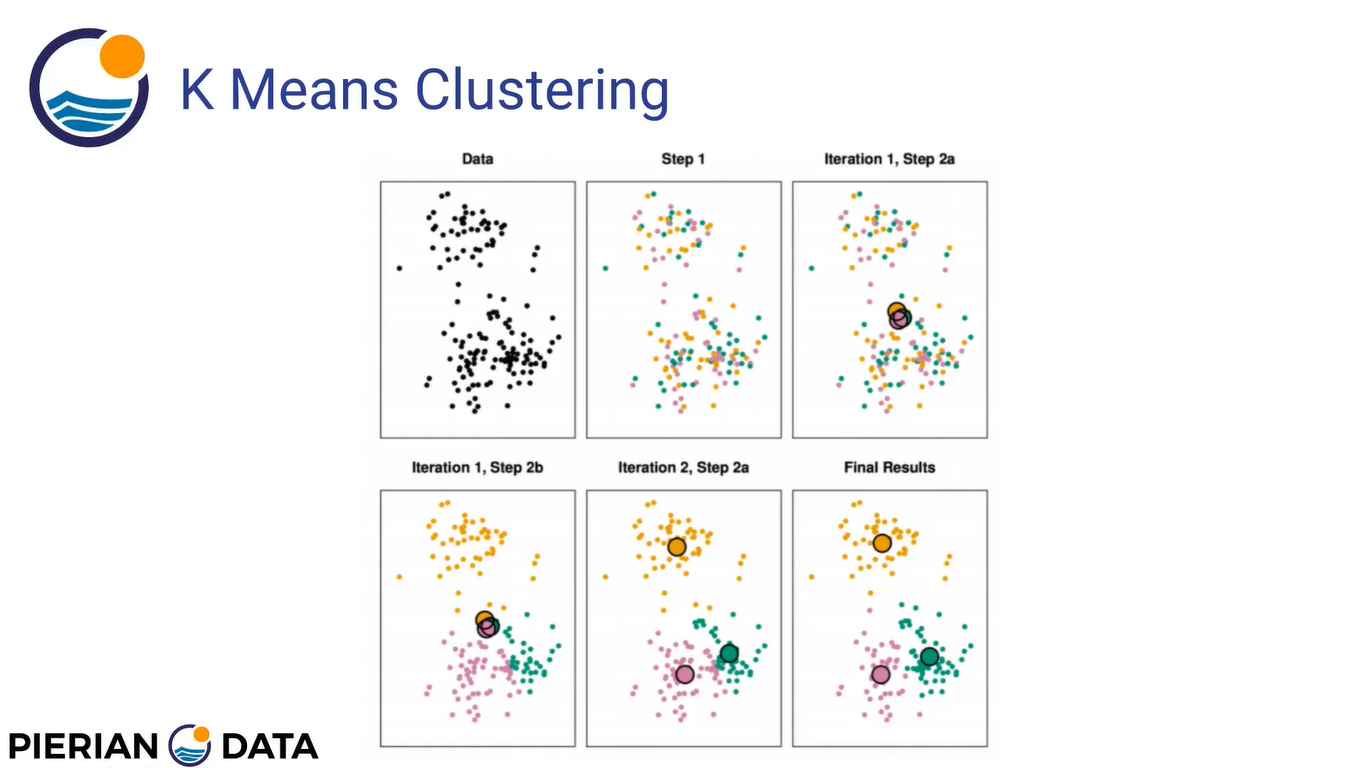 K Means Clustering
Data
Step 1
Iteration 1, Step 2a
Iteration 1, Step 2b
Iteration 2, Step 2a
Final Results
PIERIAN DATA